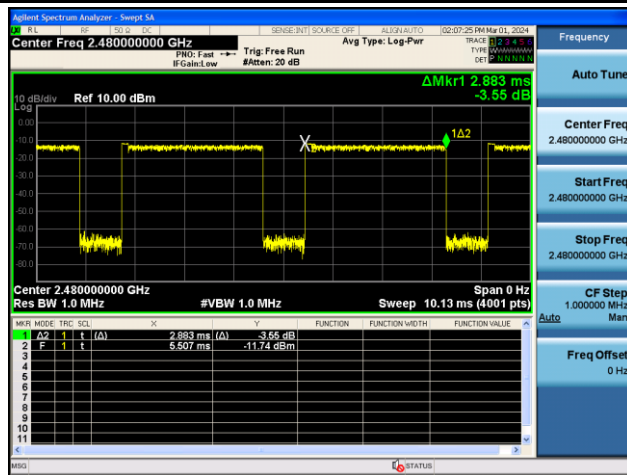 Agilent Spectrum Analyzer - Swept SA
RL RF 50 Ω DC SENSE:INT SOURCE OFF ALIGN AUTO 02:07:25 PM Mar 01, 2024
Center Freq 2.480000000 GHz
PNO: Fast
IFGain:Low
Trig: Free Run
#Atten: 20 dB
Avg Type: Log-Pwr
TRACE 1 2 3 4 5 6
TYPE
DET P N N N N N
ΔMkr1 2.883 ms
-3.55 dB
10 dB/div Ref 10.00 dBm
Log
0.00
-10.0
-20.0
-30.0
-40.0
-50.0
-60.0
-70.0
-80.0
X2
1Δ2
Center 2.480000000 GHz Span 0 Hz
Res BW 1.0 MHz #VBW 1.0 MHz Sweep 10.13 ms (4001 pts)
MKR MODE TRC SCL X Y FUNCTION FUNCTION WIDTH FUNCTION VALUE
1 Δ2 1 t (Δ) 2.883 ms (Δ) -3.55 dB
2 F 1 t 5.507 ms -11.74 dBm
3
4
5
6
7
8
9
10
11
MSG STATUS
Frequency
Auto Tune
Center Freq
2.480000000 GHz
Start Freq
2.480000000 GHz
Stop Freq
2.480000000 GHz
CF Step
1.000000 MHz
Auto Man
Freq Offset
0 Hz